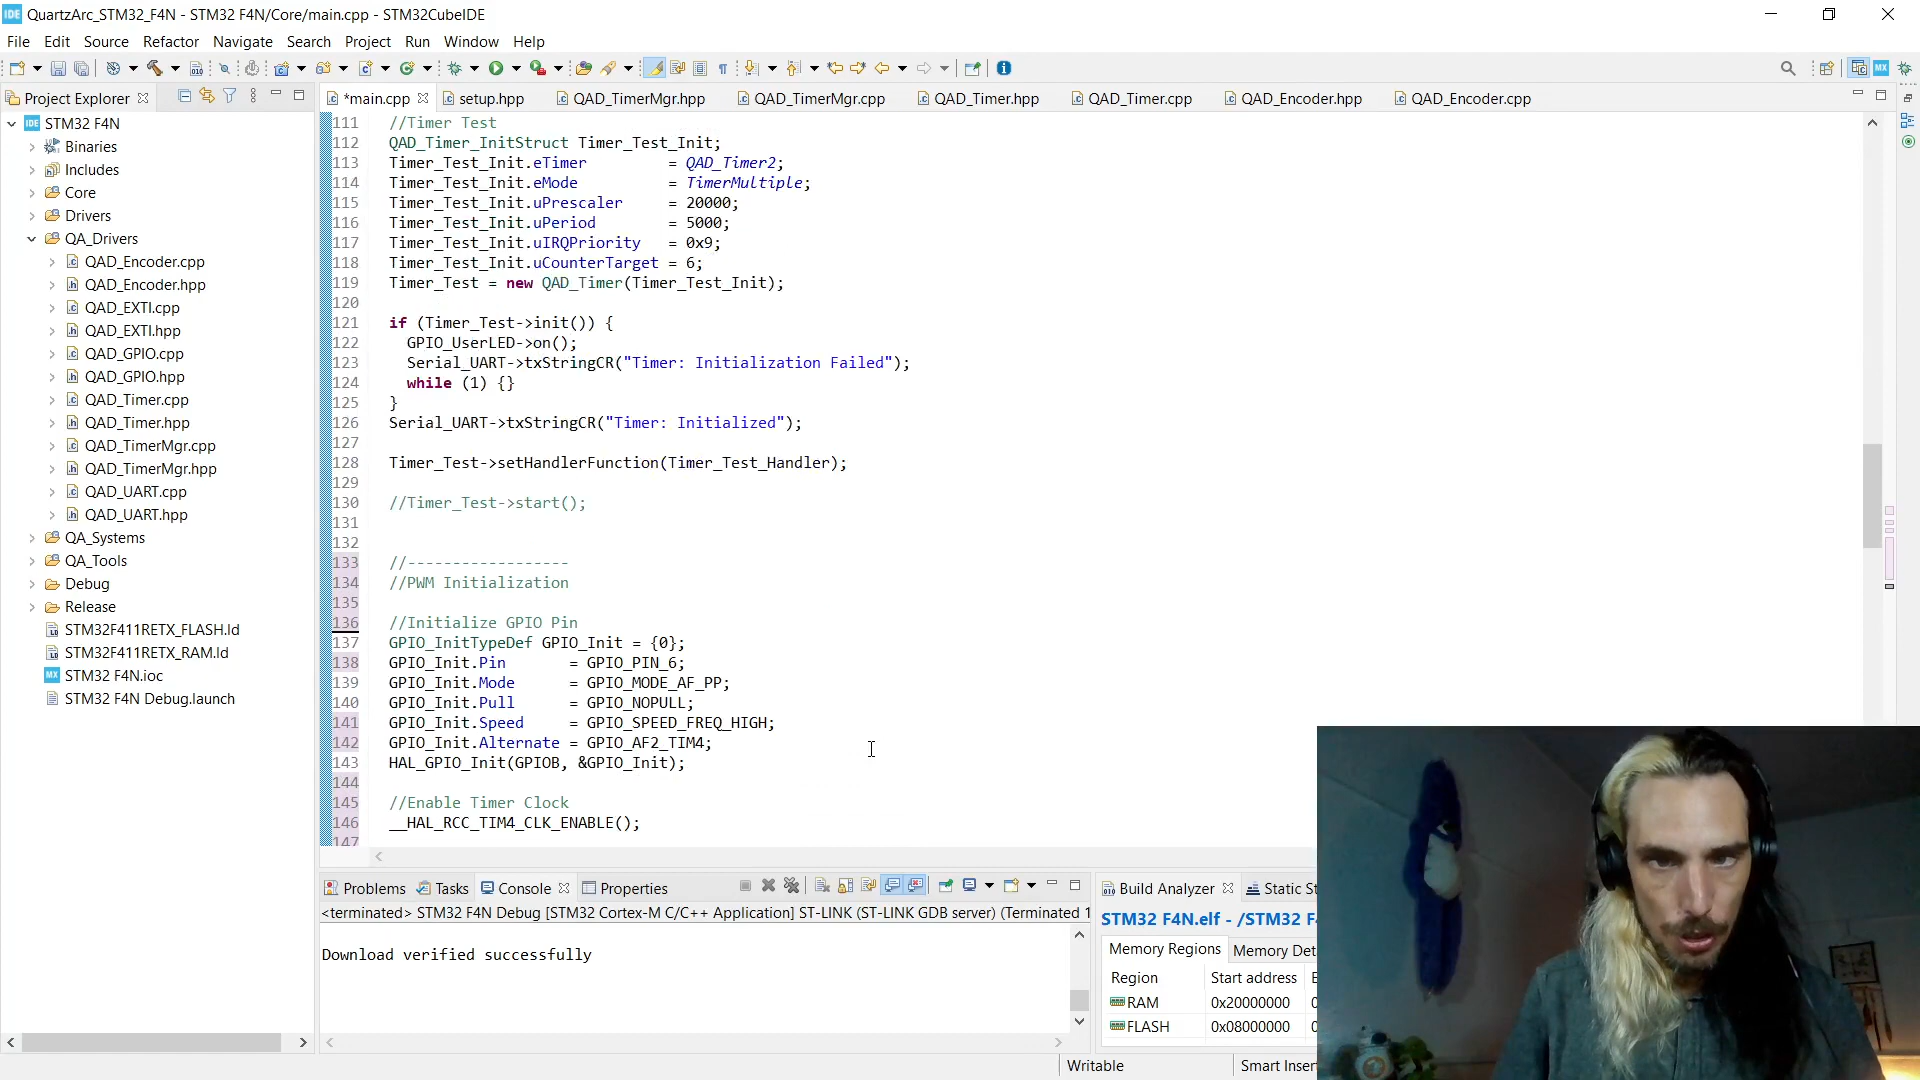 IDE QuartzArc_STM32_F4N - STM32 F4N/Core/main.cpp - STM32CubeIDE
File Edit Source Refactor Navigate Search Project Run Window Help
Project Explorer
*main.cpp setup.hpp QAD_TimerMgr.hpp QAD_TimerMgr.cpp QAD_Timer.hpp QAD_Timer.cpp QAD_Encoder.hpp QAD_Encoder.cpp
IDE STM32 F4N
Binaries
Includes
Core
Drivers
QA_Drivers
QAD_Encoder.cpp
QAD_Encoder.hpp
QAD_EXTI.cpp
QAD_EXTI.hpp
QAD_GPIO.cpp
QAD_GPIO.hpp
QAD_Timer.cpp
QAD_Timer.hpp
QAD_TimerMgr.cpp
QAD_TimerMgr.hpp
QAD_UART.cpp
QAD_UART.hpp
QA_Systems
QA_Tools
Debug
Release
STM32F411RETX_FLASH.ld
STM32F411RETX_RAM.ld
MX STM32 F4N.ioc
STM32 F4N Debug.launch
111 //Timer Test
112 QAD_Timer_InitStruct Timer_Test_Init;
113 Timer_Test_Init.eTimer = QAD_Timer2;
114 Timer_Test_Init.eMode = TimerMultiple;
115 Timer_Test_Init.uPrescaler = 20000;
116 Timer_Test_Init.uPeriod = 5000;
117 Timer_Test_Init.uIRQPriority = 0x9;
118 Timer_Test_Init.uCounterTarget = 6;
119 Timer_Test = new QAD_Timer(Timer_Test_Init);
120
121 if (Timer_Test->init()) {
122 GPIO_UserLED->on();
123 Serial_UART->txStringCR("Timer: Initialization Failed");
124 while (1) {}
125 }
126 Serial_UART->txStringCR("Timer: Initialized");
127
128 Timer_Test->setHandlerFunction(Timer_Test_Handler);
129
130 //Timer_Test->start();
131
132
133 //------------------
134 //PWM Initialization
135
136 //Initialize GPIO Pin
137 GPIO_InitTypeDef GPIO_Init = {0};
138 GPIO_Init.Pin = GPIO_PIN_6;
139 GPIO_Init.Mode = GPIO_MODE_AF_PP;
140 GPIO_Init.Pull = GPIO_NOPULL;
141 GPIO_Init.Speed = GPIO_SPEED_FREQ_HIGH;
142 GPIO_Init.Alternate = GPIO_AF2_TIM4;
143 HAL_GPIO_Init(GPIOB, &GPIO_Init);
144
145 //Enable Timer Clock
146 __HAL_RCC_TIM4_CLK_ENABLE();
147
Problems Tasks Console Properties
<terminated> STM32 F4N Debug [STM32 Cortex-M C/C++ Application] ST-LINK (ST-LINK GDB server) (Terminated 1
Download verified successfully
Build Analyzer Static St
STM32 F4N.elf - /STM32 F4
Memory Regions Memory Det
Region Start address
RAM 0x20000000
FLASH 0x08000000
Writable Smart Inser